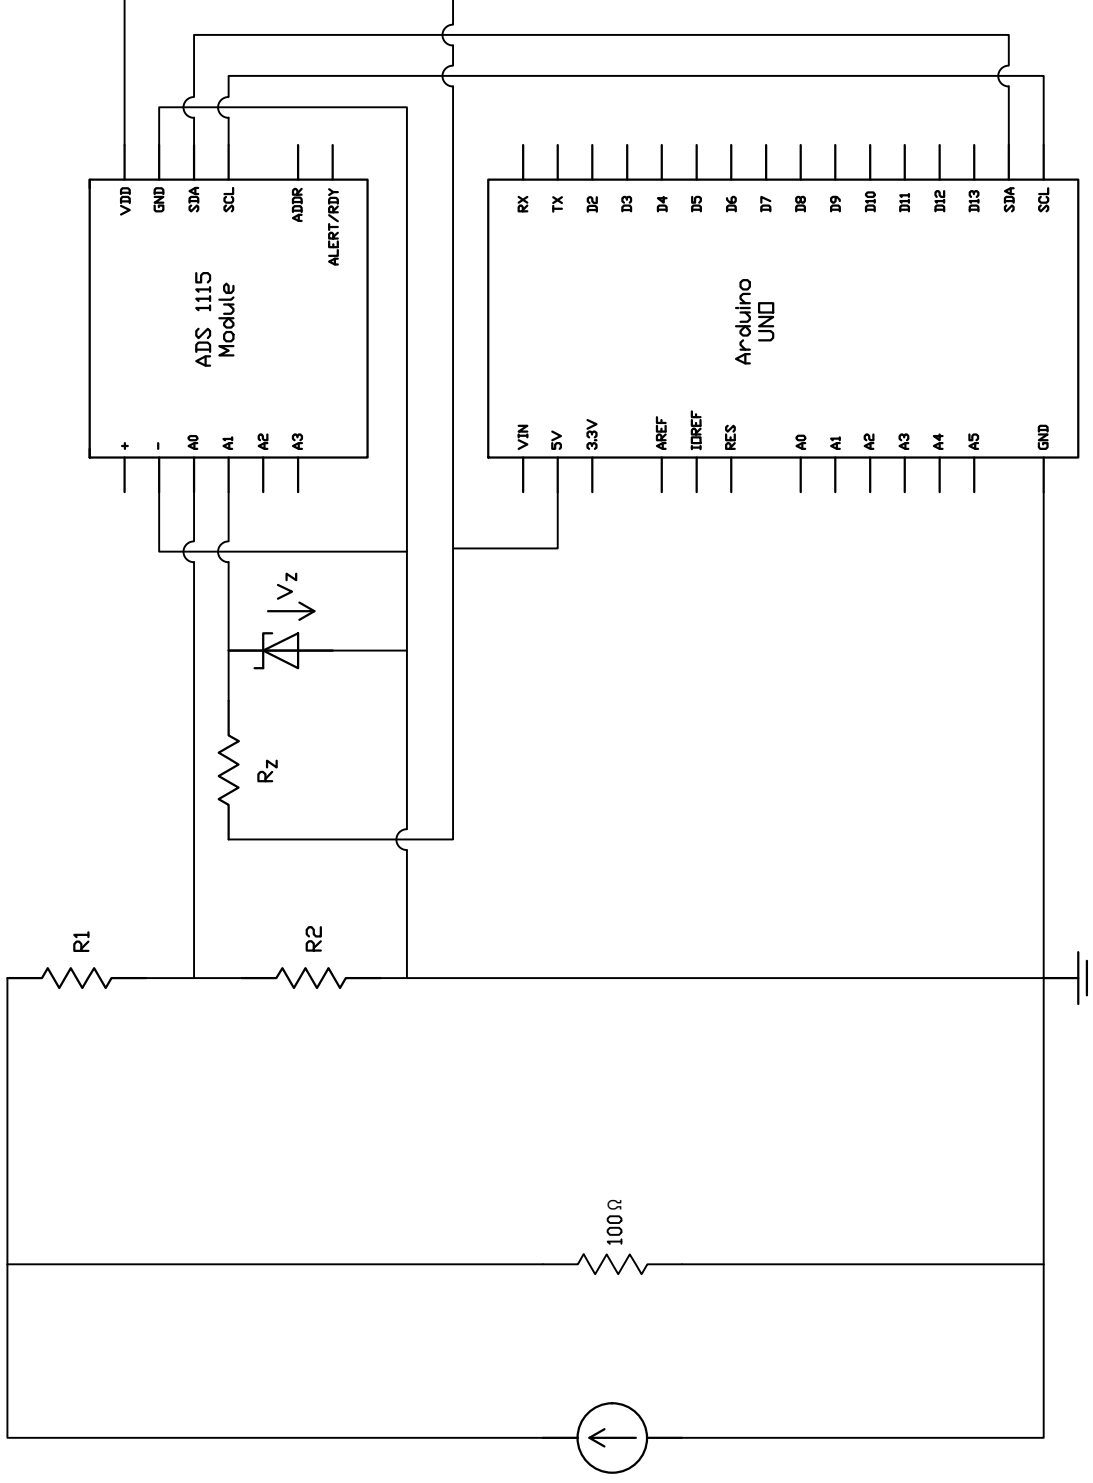 VDD
GND
SDA
SCL
ADDR
ALERT/RDY
ADS 1115
Module
+
-
A0
A1
A2
A3
RX
TX
D2
D3
D4
D5
D6
D7
D8
D9
D10
D11
D12
D13
SDA
SCL
Arduino
UNO
VIN
5V
3.3V
AREF
IOREF
RES
A0
A1
A2
A3
A4
A5
GND
Vz
Rz
R1
R2
100Ω